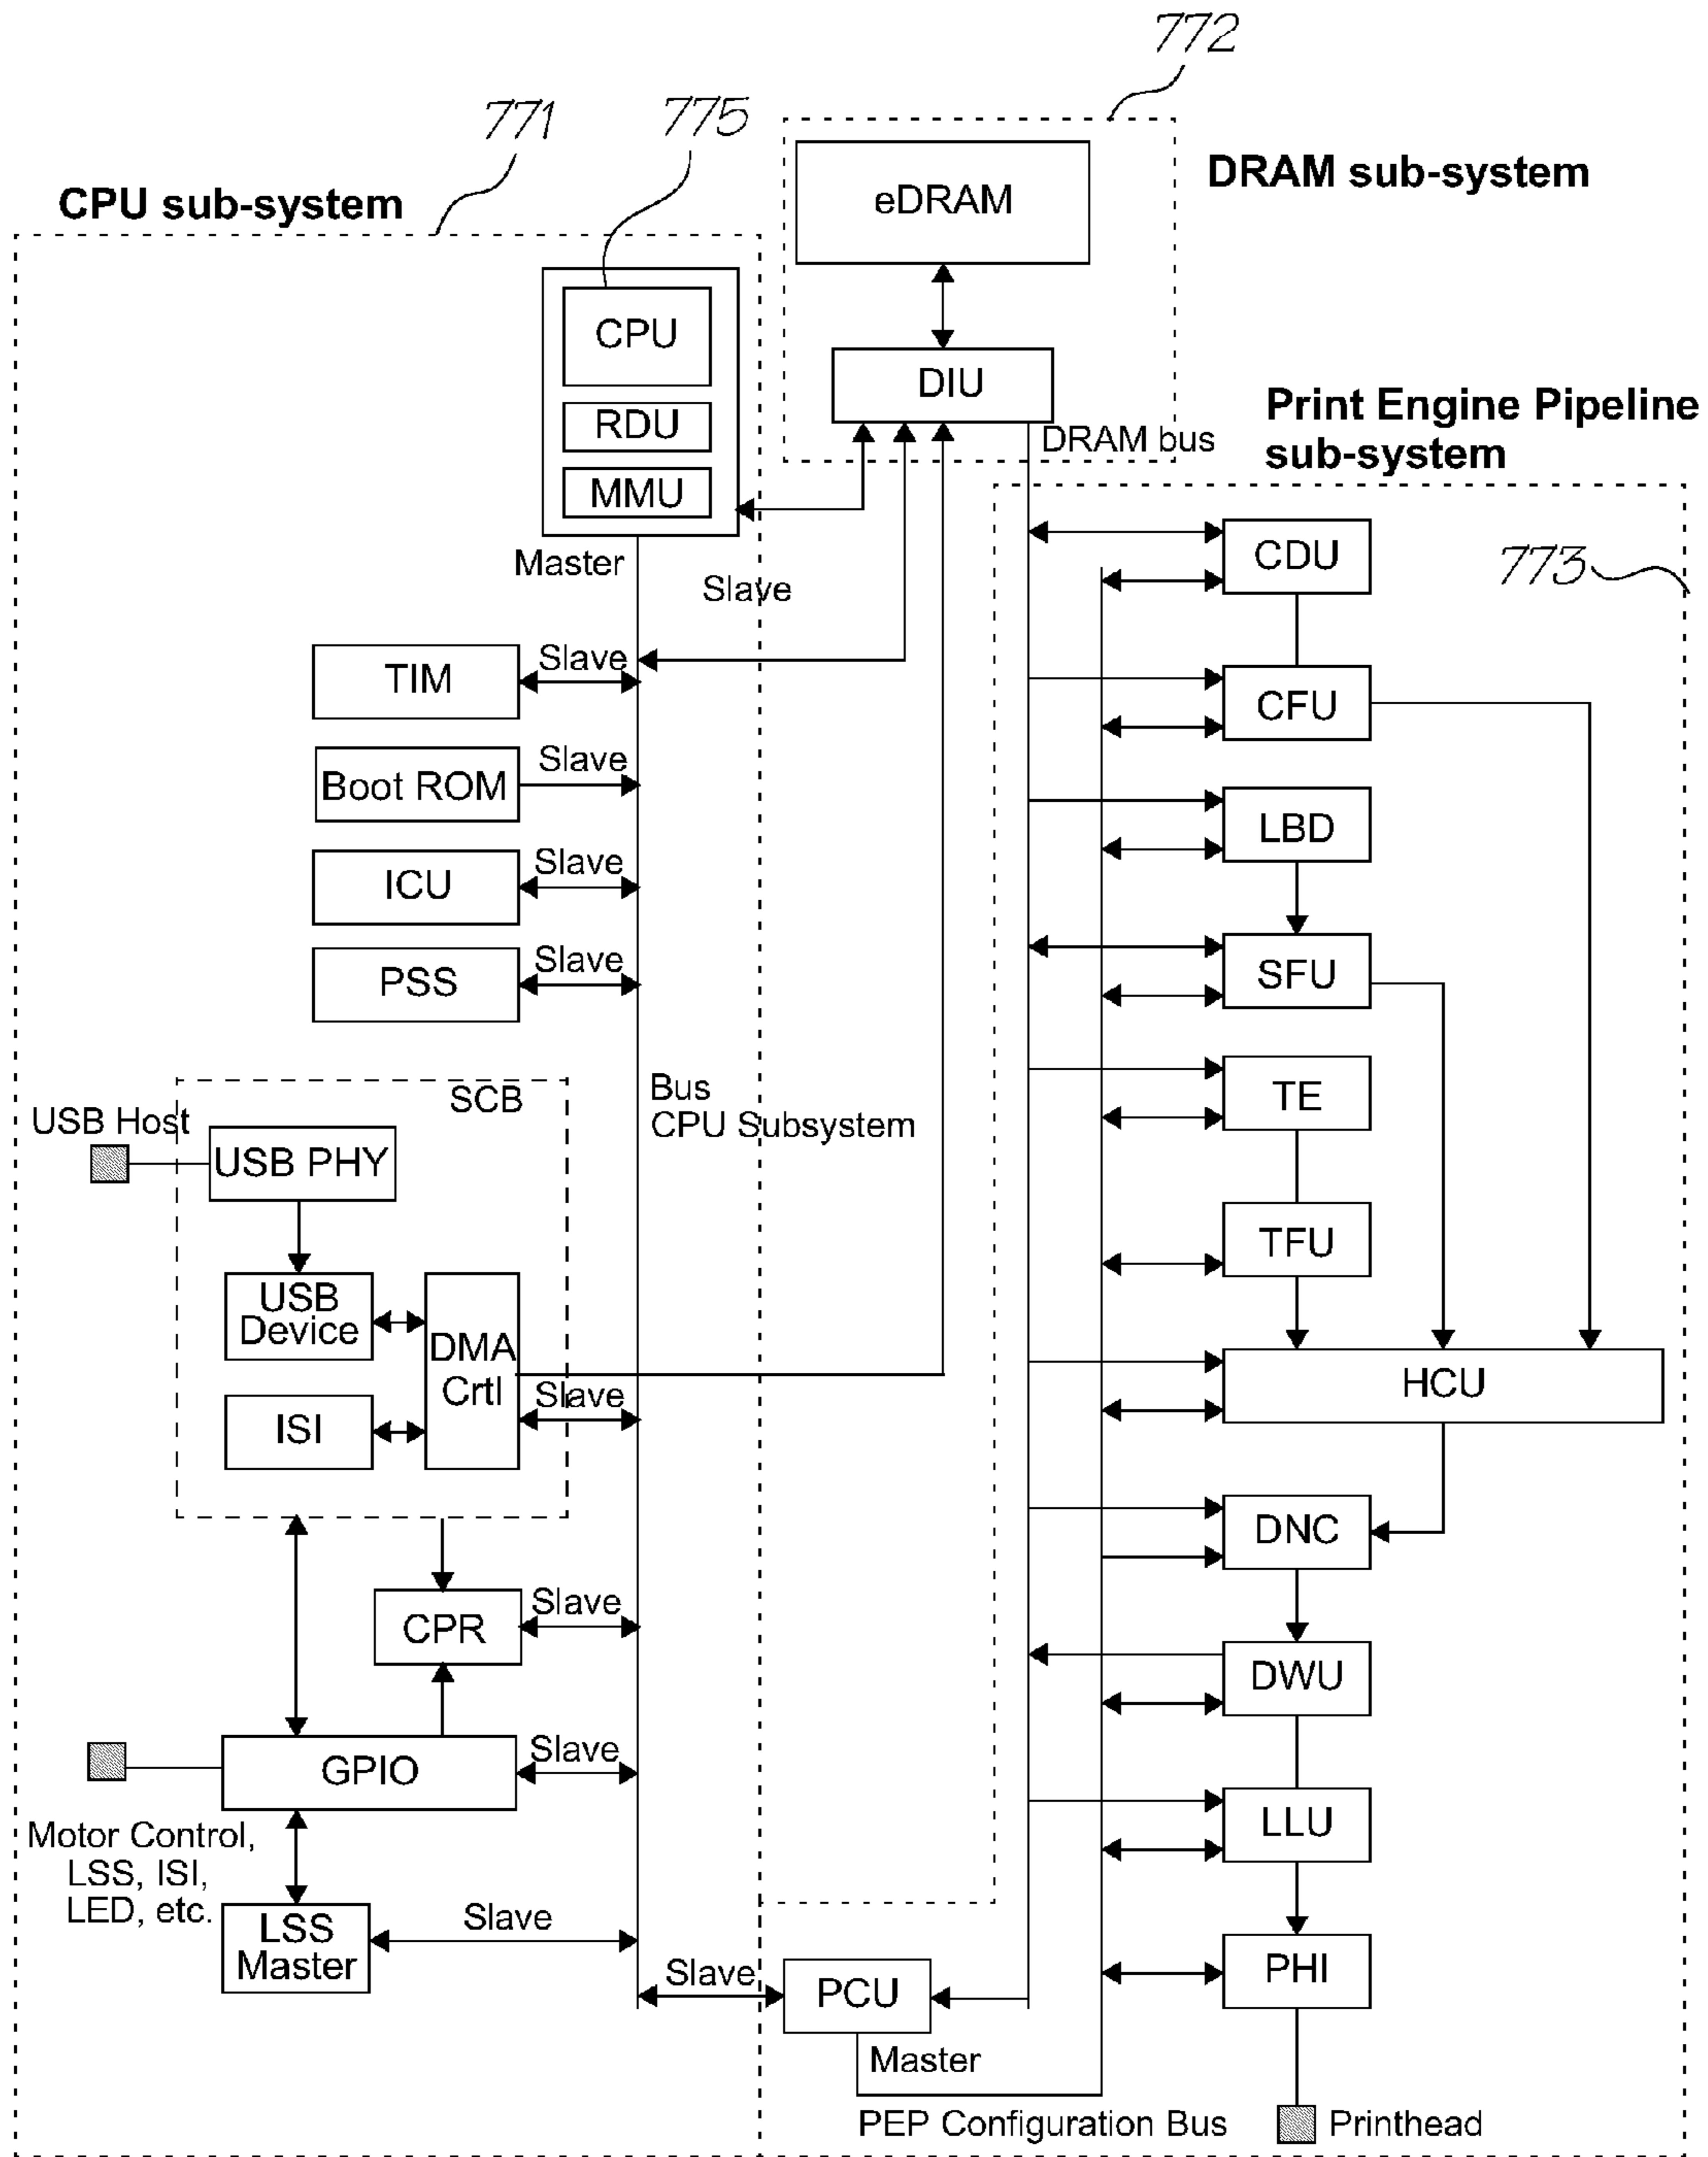 772
771
775
DRAM sub-system
CPU sub-system
eDRAM
CPU
DIU
RDU
Print Engine Pipeline
sub-system
DRAM bus
MMU
Master
Slave
CDU
773
TIM
Slave
CFU
Boot ROM
Slave
LBD
ICU
Slave
PSS
Slave
SFU
SCB
Bus
CPU Subsystem
TE
USB Host
USB PHY
TFU
USB
Device
DMA
Crtl
Slave
HCU
ISI
DNC
CPR
Slave
DWU
GPIO
Slave
Motor Control,
LSS, ISI,
LED, etc.
LLU
LSS
Master
Slave
Slave
PCU
PHI
Master
PEP Configuration Bus
Printhead